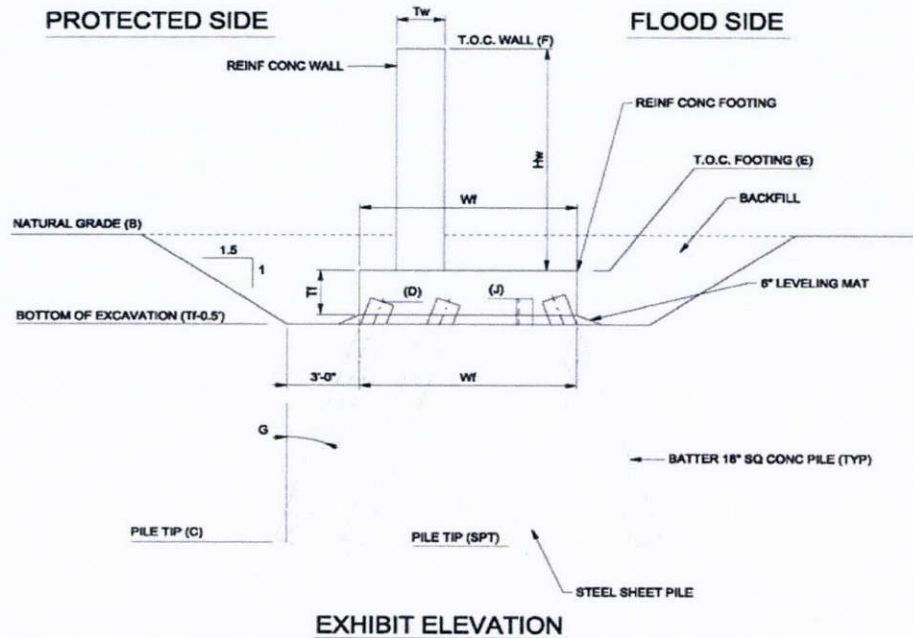 PROTECTED SIDE
Tw
FLOOD SIDE
T.O.C. WALL (F)
REINF CONC WALL
REINF CONC FOOTING
Hw
T.O.C. FOOTING (E)
Wf
BACKFILL
NATURAL GRADE (B)
1.5
1
Tf
(D)
(J)
6" LEVELING MAT
BOTTOM OF EXCAVATION (Tf-0.5')
3'-0"
Wf
G
BATTER 18" SQ CONC PILE (TYP)
PILE TIP (C)
PILE TIP (SPT)
STEEL SHEET PILE
EXHIBIT ELEVATION